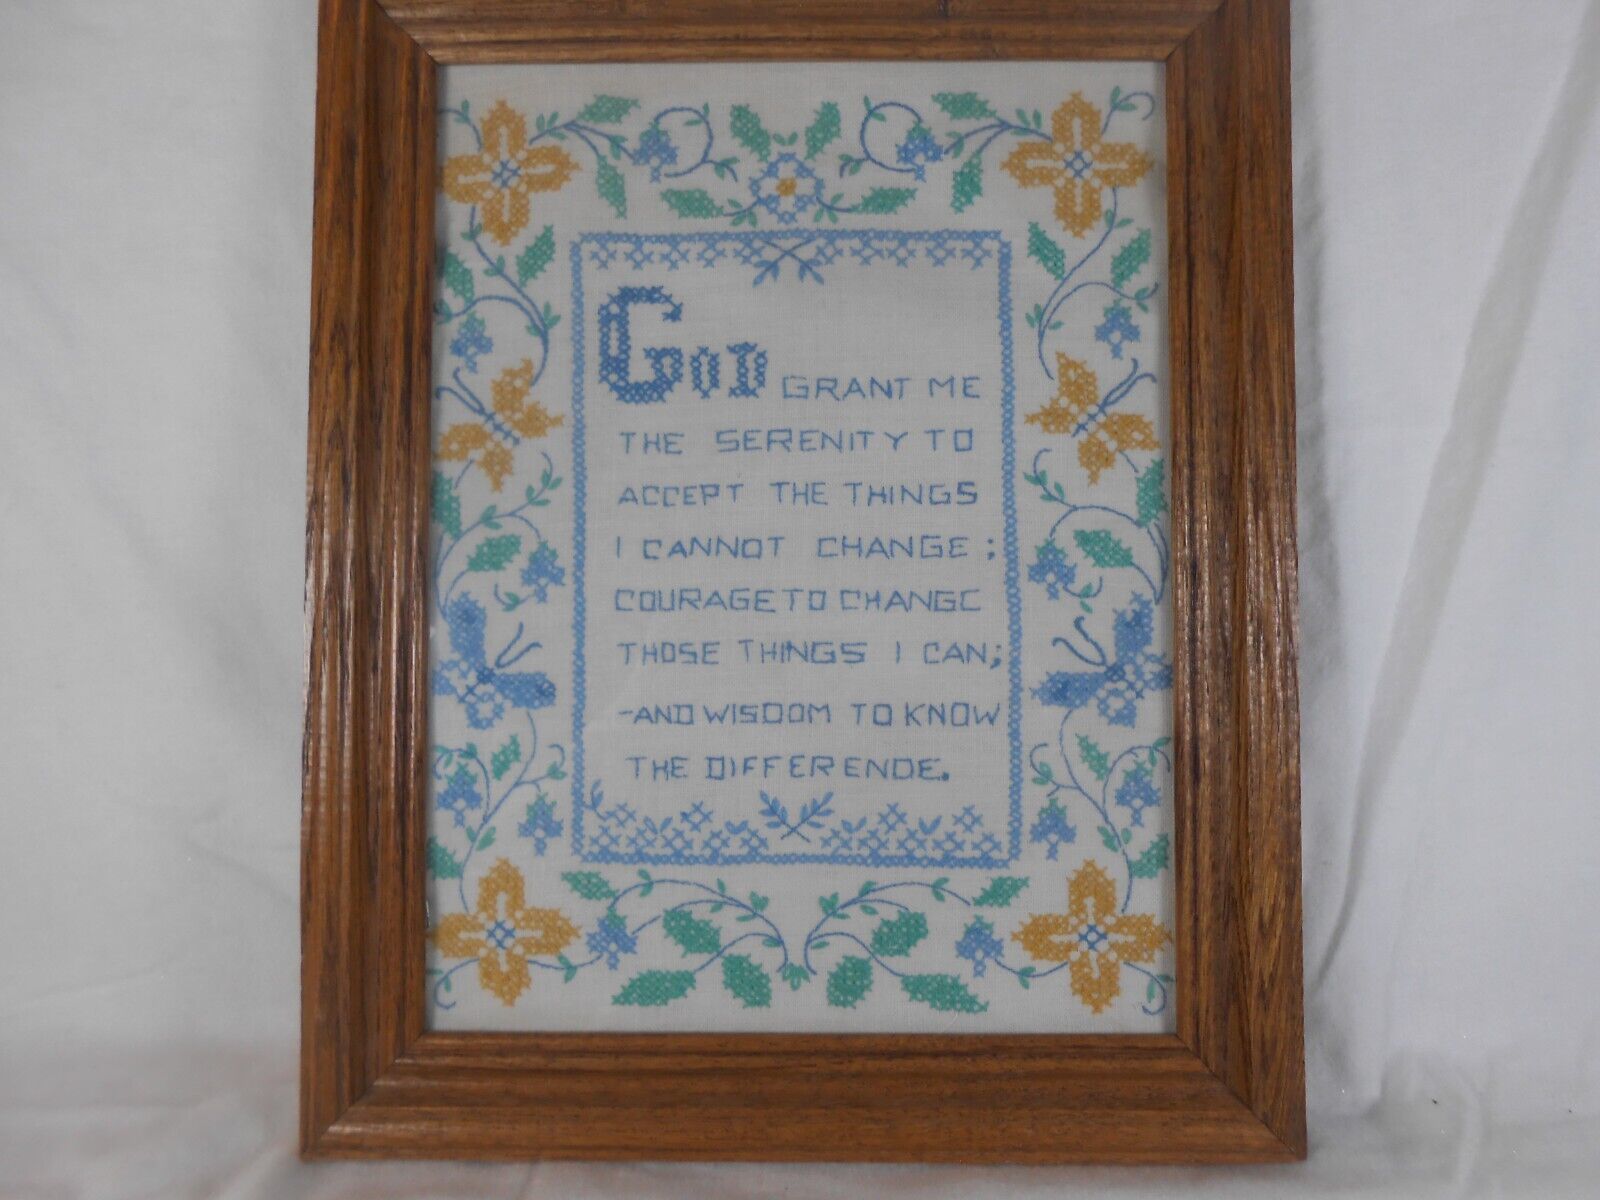 GOD GRANT ME
THE SERENITY TO
ACCEPT THE THINGS
I CANNOT CHANGE;
COURAGE TO CHANGC
THOSE THINGS I CAN;
-AND WISDOM TO KNOW
THE DIFFERENDE.